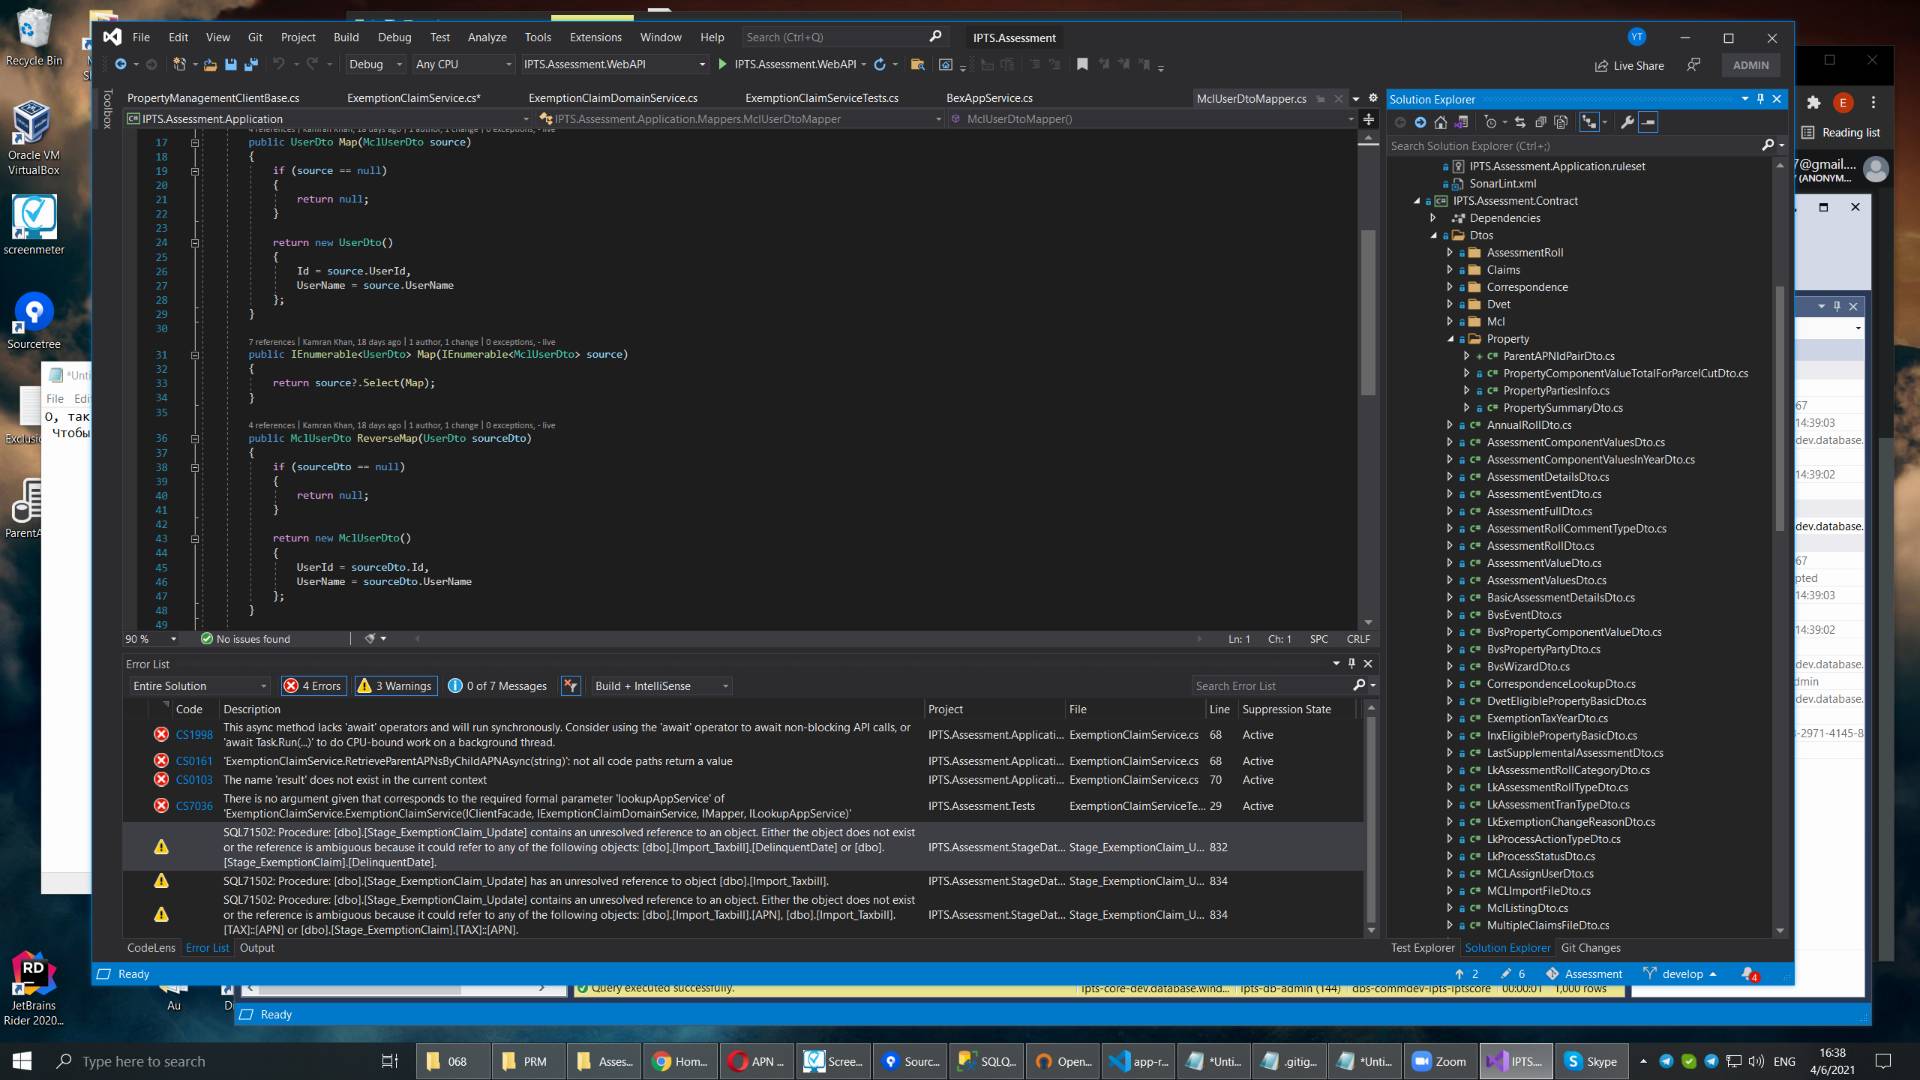 Recycle Bin
Oracle VM
VirtualBox
screenmeter
Sourcetree
JetBrains
Rider 2020...
File Edit View Git Project Build Debug Test Analyze Tools Extensions Window Help Search (Ctrl+Q) IPTS.Assessment YT
Debug Any CPU IPTS.Assessment.WebAPI IPTS.Assessment.WebAPI Live Share ADMIN
Toolbox
PropertyManagementClientBase.cs ExemptionClaimService.cs* ExemptionClaimDomainService.cs ExemptionClaimServiceTests.cs BexAppService.cs MclUserDtoMapper.cs
IPTS.Assessment.Application IPTS.Assessment.Application.Mappers.MclUserDtoMapper MclUserDtoMapper()
4 references | Kamran Khan, 18 days ago | 1 author, 1 change | 0 exceptions, - live
17 public UserDto Map(MclUserDto source)
18 {
19 if (source == null)
20 {
21 return null;
22 }
23
24 return new UserDto()
25 {
26 Id = source.UserId,
27 UserName = source.UserName
28 };
29 }
30
7 references | Kamran Khan, 18 days ago | 1 author, 1 change | 0 exceptions, - live
31 public IEnumerable<UserDto> Map(IEnumerable<MclUserDto> source)
32 {
33 return source?.Select(Map);
34 }
35
4 references | Kamran Khan, 18 days ago | 1 author, 1 change | 0 exceptions, - live
36 public MclUserDto ReverseMap(UserDto sourceDto)
37 {
38 if (sourceDto == null)
39 {
40 return null;
41 }
42
43 return new MclUserDto()
44 {
45 UserId = sourceDto.Id,
46 UserName = sourceDto.UserName
47 };
48 }
49
90 % No issues found Ln: 1 Ch: 1 SPC CRLF
Error List
Entire Solution 4 Errors 3 Warnings 0 of 7 Messages Build + IntelliSense Search Error List
Code Description Project File Line Suppression State
CS1998 This async method lacks 'await' operators and will run synchronously. Consider using the 'await' operator to await non-blocking API calls, or
'await Task.Run(...)' to do CPU-bound work on a background thread. IPTS.Assessment.Applicati... ExemptionClaimService.cs 68 Active
CS0161 'ExemptionClaimService.RetrieveParentAPNsByChildAPNAsync(string)': not all code paths return a value IPTS.Assessment.Applicati... ExemptionClaimService.cs 68 Active
CS0103 The name 'result' does not exist in the current context IPTS.Assessment.Applicati... ExemptionClaimService.cs 70 Active
CS7036 There is no argument given that corresponds to the required formal parameter 'lookupAppService' of
'ExemptionClaimService.ExemptionClaimService(IClientFacade, IExemptionClaimDomainService, IMapper, ILookupAppService)' IPTS.Assessment.Tests ExemptionClaimServiceTe... 29 Active
SQL71502: Procedure: [dbo].[Stage_ExemptionClaim_Update] contains an unresolved reference to an object. Either the object does not exist
or the reference is ambiguous because it could refer to any of the following objects: [dbo].[Import_Taxbill].[DelinquentDate] or [dbo].
[Stage_ExemptionClaim].[DelinquentDate]. IPTS.Assessment.StageDat... Stage_ExemptionClaim_U... 832
SQL71502: Procedure: [dbo].[Stage_ExemptionClaim_Update] has an unresolved reference to object [dbo].[Import_Taxbill]. IPTS.Assessment.StageDat... Stage_ExemptionClaim_U... 834
SQL71502: Procedure: [dbo].[Stage_ExemptionClaim_Update] contains an unresolved reference to an object. Either the object does not exist
or the reference is ambiguous because it could refer to any of the following objects: [dbo].[Import_Taxbill].[APN], [dbo].[Import_Taxbill].
[TAX]::[APN] or [dbo].[Stage_ExemptionClaim].[TAX]::[APN]. IPTS.Assessment.StageDat... Stage_ExemptionClaim_U... 834
CodeLens Error List Output
Solution Explorer
Search Solution Explorer (Ctrl+;)
IPTS.Assessment.Application.ruleset
SonarLint.xml
IPTS.Assessment.Contract
Dependencies
Dtos
AssessmentRoll
Claims
Correspondence
Dvet
Mcl
Property
ParentAPNIdPairDto.cs
PropertyComponentValueTotalForParcelCutDto.cs
PropertyPartiesInfo.cs
PropertySummaryDto.cs
AnnualRollDto.cs
AssessmentComponentValuesDto.cs
AssessmentComponentValuesInYearDto.cs
AssessmentDetailsDto.cs
AssessmentEventDto.cs
AssessmentFullDto.cs
AssessmentRollCommentTypeDto.cs
AssessmentRollDto.cs
AssessmentValueDto.cs
AssessmentValuesDto.cs
BasicAssessmentDetailsDto.cs
BvsEventDto.cs
BvsPropertyComponentValueDto.cs
BvsPropertyPartyDto.cs
BvsWizardDto.cs
CorrespondenceLookupDto.cs
DvetEligiblePropertyBasicDto.cs
ExemptionTaxYearDto.cs
InxEligiblePropertyBasicDto.cs
LastSupplementalAssessmentDto.cs
LkAssessmentRollCategoryDto.cs
LkAssessmentRollTypeDto.cs
LkAssessmentTranTypeDto.cs
LkExemptionChangeReasonDto.cs
LkProcessActionTypeDto.cs
LkProcessStatusDto.cs
MCLAssignUserDto.cs
MCLImportFileDto.cs
MclListingDto.cs
MultipleClaimsFileDto.cs
Test Explorer Solution Explorer Git Changes
Ready 2 6 Assessment develop 4
*Unti
File Edi
О, так
Чтобы
Exclusi
ParentA
Au
E
Reading list
7@gmail....
(ANONYM...
67
14:39:03
dev.database.
14:39:02
dev.database.
67
pted
14:39:03
14:39:02
dev.database.
dmin
dev.database.
-2971-4145-8
Query executed successfully. ipts-core-dev.database.wind... ipts-db-admin (144) dbs-commdev-ipts-iptscore 00:00:01 1,000 rows
Ready
Type here to search 068 PRM Asses... Hom... APN ... Scree... Sourc... SQLQ... Open... app-r... *Unti... .gitig... *Unti... Zoom IPTS... Skype ENG 16:38
4/6/2021